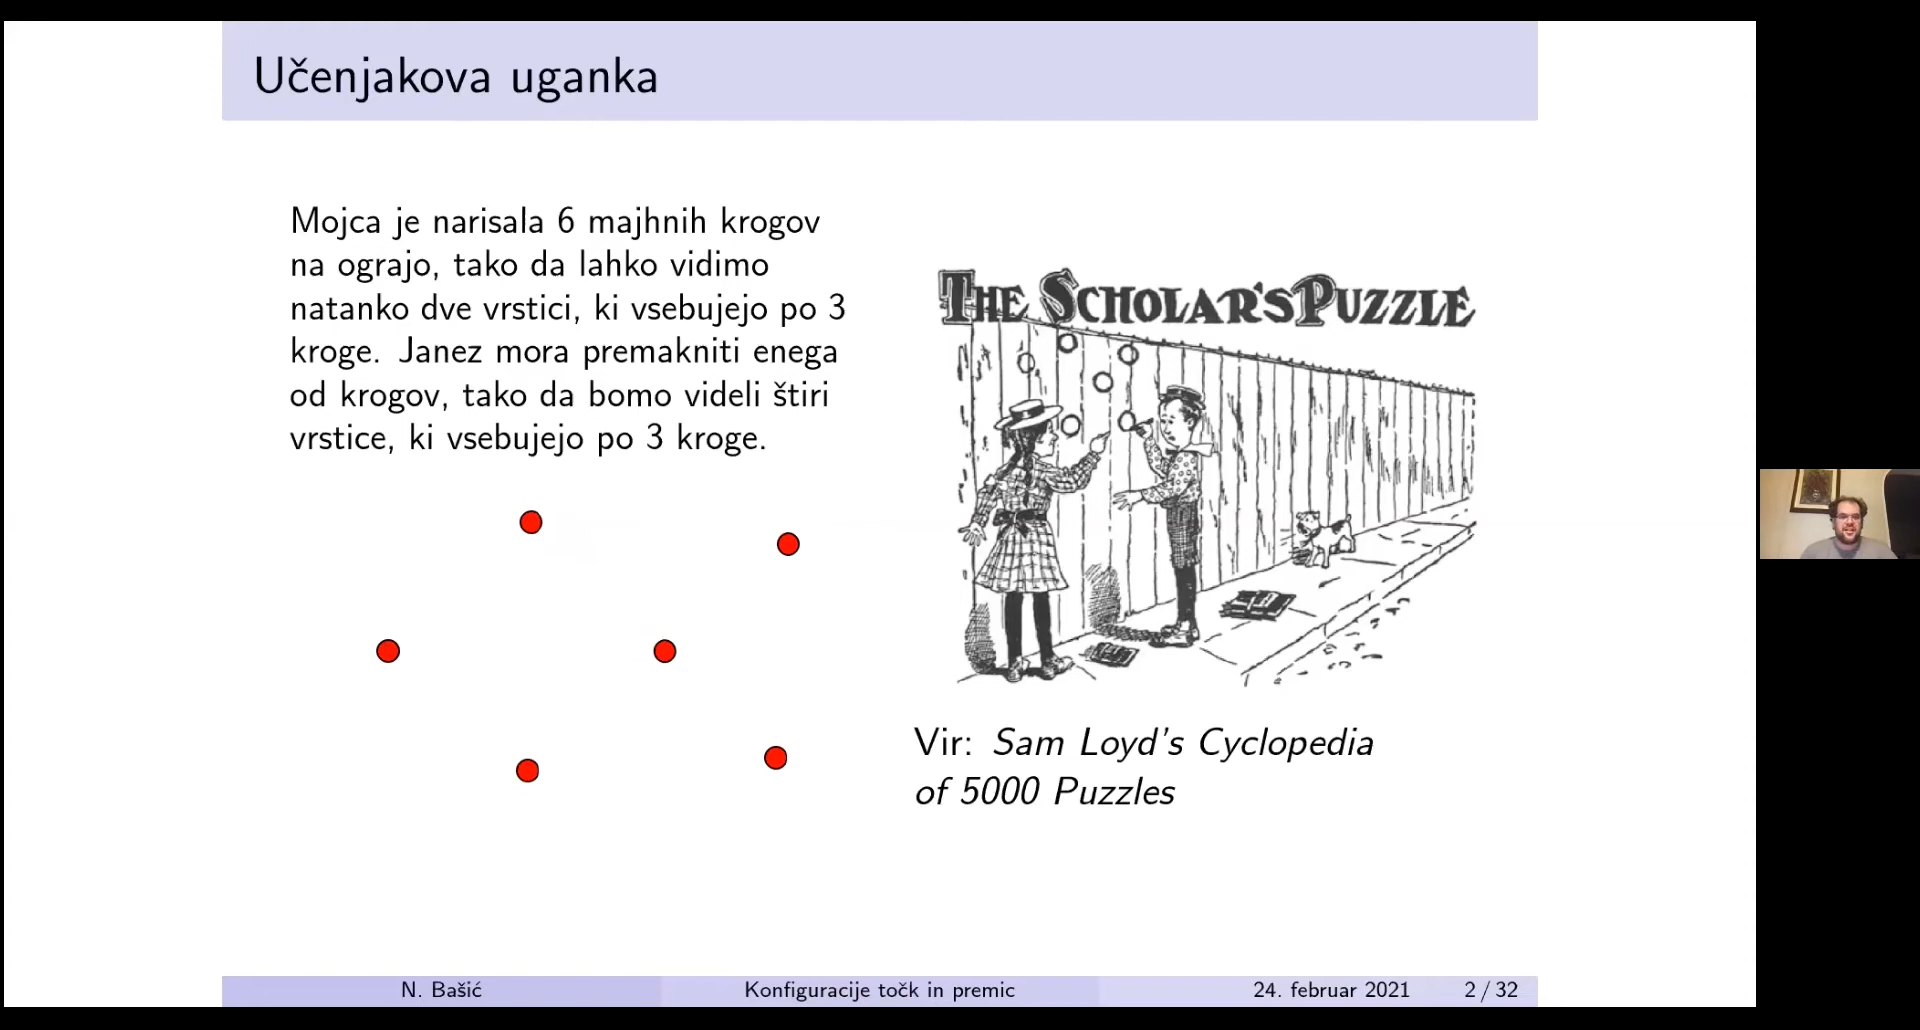 Učenjakova uganka
Mojca je narisala 6 majhnih krogov
na ograjo, tako da lahko vidimo
natanko dve vrstici, ki vsebujejo po 3
kroge. Janez mora premakniti enega
od krogov, tako da bomo videli štiri
vrstice, ki vsebujejo po 3 kroge.
THE SCHOLAR'S PUZZLE
Vir: Sam Loyd's Cyclopedia
of 5000 Puzzles
N. Bašić Konfiguracije točk in premic 24. februar 2021 2 / 32